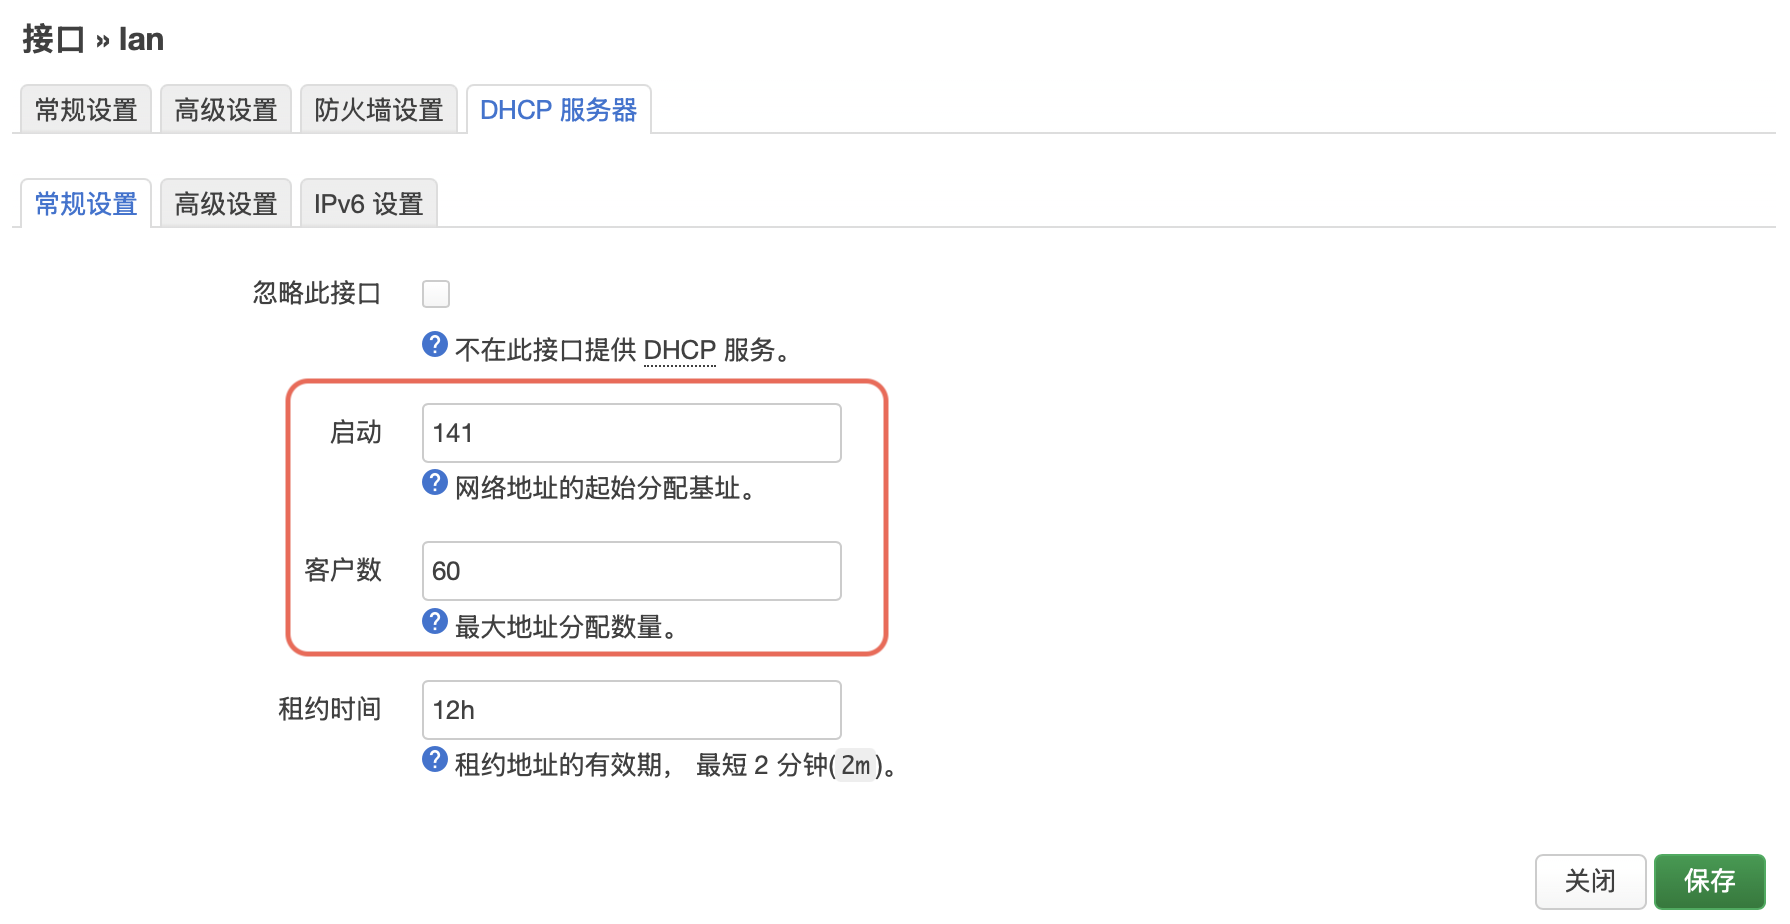 接口 » lan
常规设置 高级设置 防火墙设置 DHCP 服务器
常规设置 高级设置 IPv6 设置
忽略此接口
不在此接口提供 DHCP 服务。
启动 141
网络地址的起始分配基址。
客户数 60
最大地址分配数量。
租约时间 12h
租约地址的有效期， 最短 2 分钟(2m)。
关闭 保存